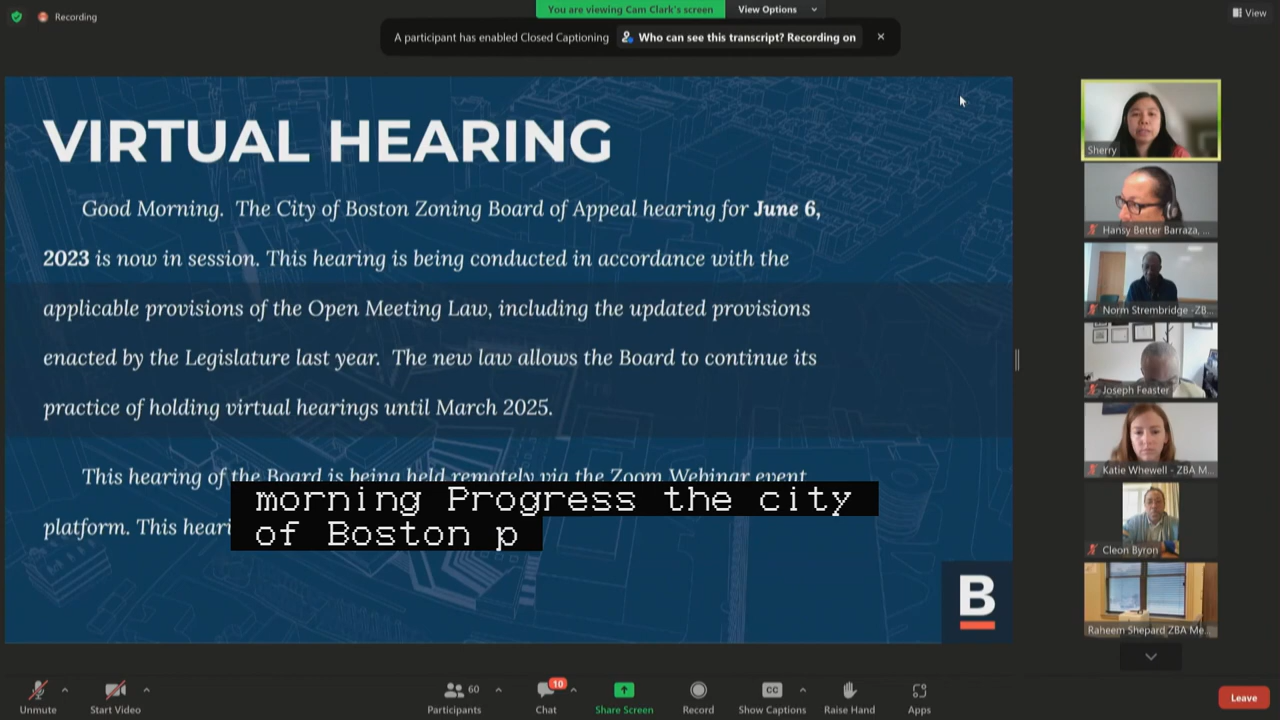 Recording
You are viewing Cam Clark's screen
View Options
View
A participant has enabled Closed Captioning
Who can see this transcript? Recording on
VIRTUAL HEARING
Good Morning. The City of Boston Zoning Board of Appeal hearing for June 6,
2023 is now in session. This hearing is being conducted in accordance with the
applicable provisions of the Open Meeting Law, including the updated provisions
enacted by the Legislature last year. The new law allows the Board to continue its
practice of holding virtual hearings until March 2025.
This hearing of the Board is being held remotely via the Zoom Webinar event
platform. This heari
morning Progress the city
of Boston p
B
Sherry
Hansy Better Barraza, ...
Norm Strembridge -ZB...
Joseph Feaster
Katie Whewell - ZBA M...
Cleon Byron
Raheem Shepard ZBA Me...
Unmute
Start Video
60
Participants
10
Chat
Share Screen
Record
CC
Show Captions
Raise Hand
Apps
Leave